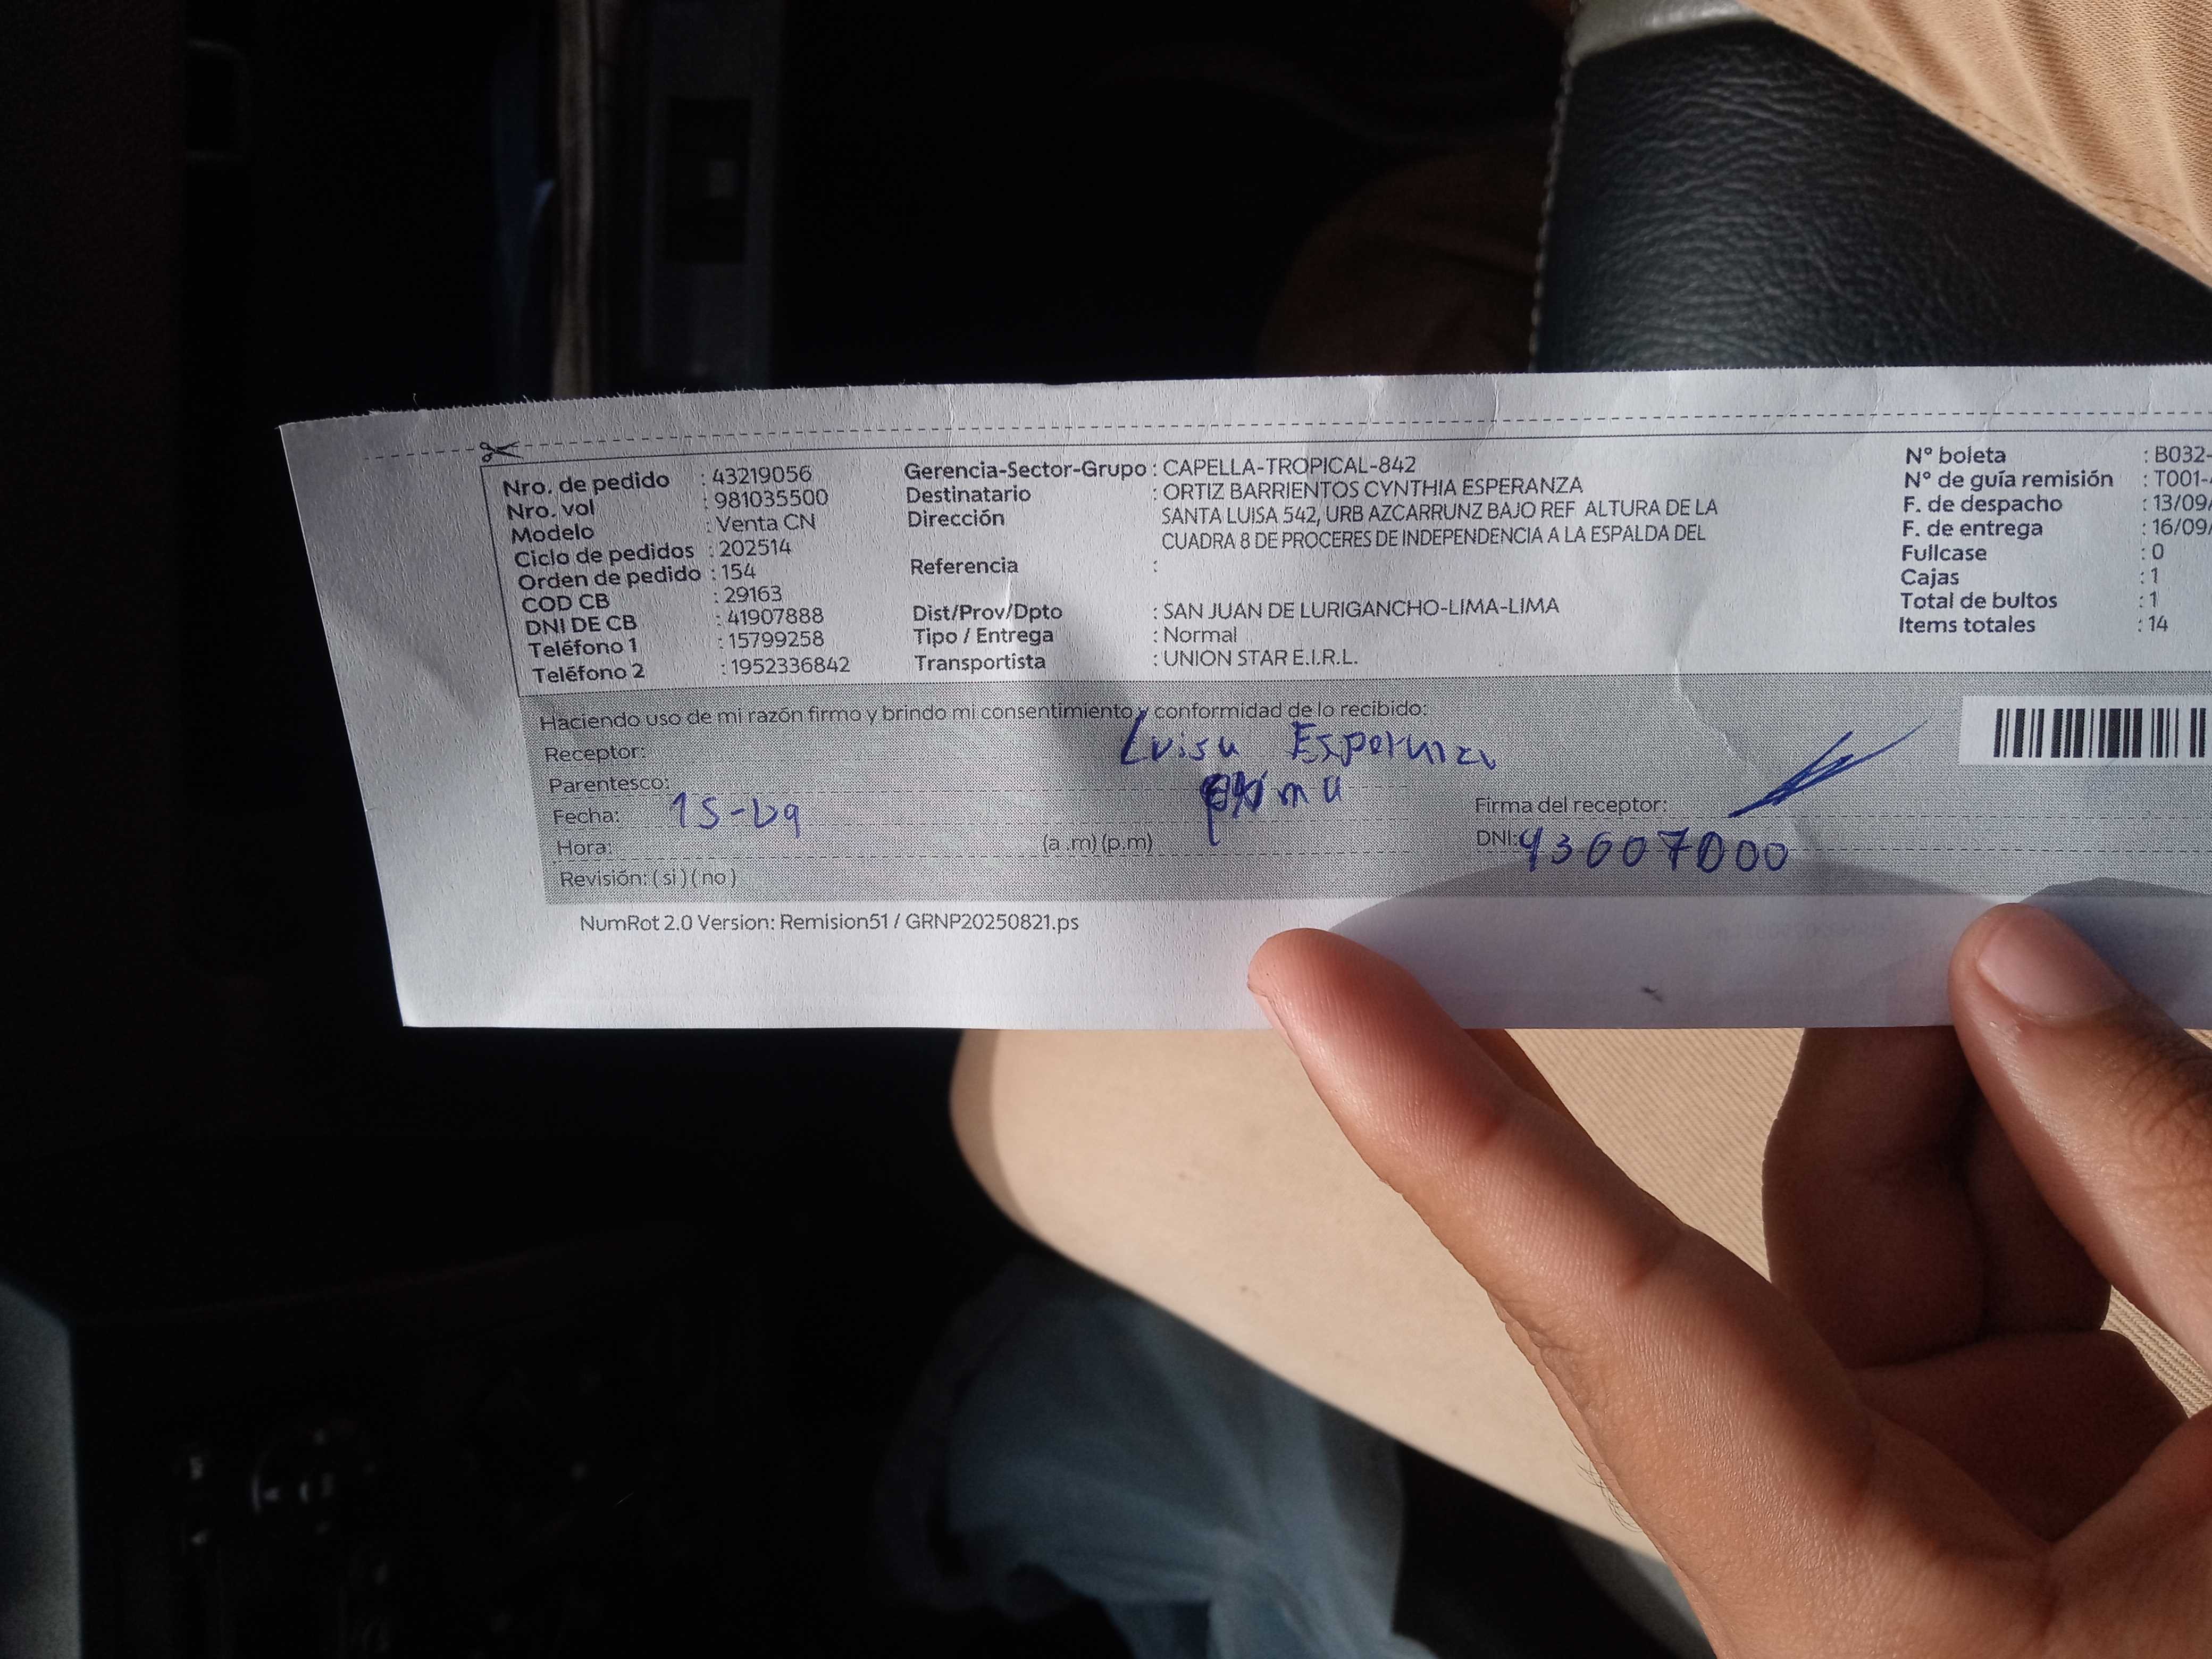 Nro. de pedido : 43219056
Nro. vol : 981035500
Modelo : Venta CN
Ciclo de pedidos : 202514
Orden de pedido : 154
COD CB : 29163
DNI DE CB : 41907888
Teléfono 1 : 15799258
Teléfono 2 : 1952336842
Gerencia-Sector-Grupo : CAPELLA-TROPICAL-842
Destinatario : ORTIZ BARRIENTOS CYNTHIA ESPERANZA
Dirección SANTA LUISA 542, URB AZCARRUNZ BAJO REF ALTURA DE LA
CUADRA 8 DE PROCERES DE INDEPENDENCIA A LA ESPALDA DEL
Referencia :
Dist/Prov/Dpto : SAN JUAN DE LURIGANCHO-LIMA-LIMA
Tipo / Entrega : Normal
Transportista : UNION STAR E.I.R.L.
Nº boleta : B032-
Nº de guía remisión : T001-
F. de despacho : 13/09/
F. de entrega : 16/09/
Fullcase : 0
Cajas : 1
Total de bultos : 1
Items totales : 14
Haciendo uso de mi razón firmo y brindo mi consentimiento y conformidad de lo recibido:
Receptor: Luisa Esperanza
Parentesco: prima
Fecha: 15-09
Firma del receptor:
Hora: (a .m) (p.m)
DNI: 43607000
Revisión: ( si ) ( no )
NumRot 2.0 Version: Remision51 / GRNP20250821.ps